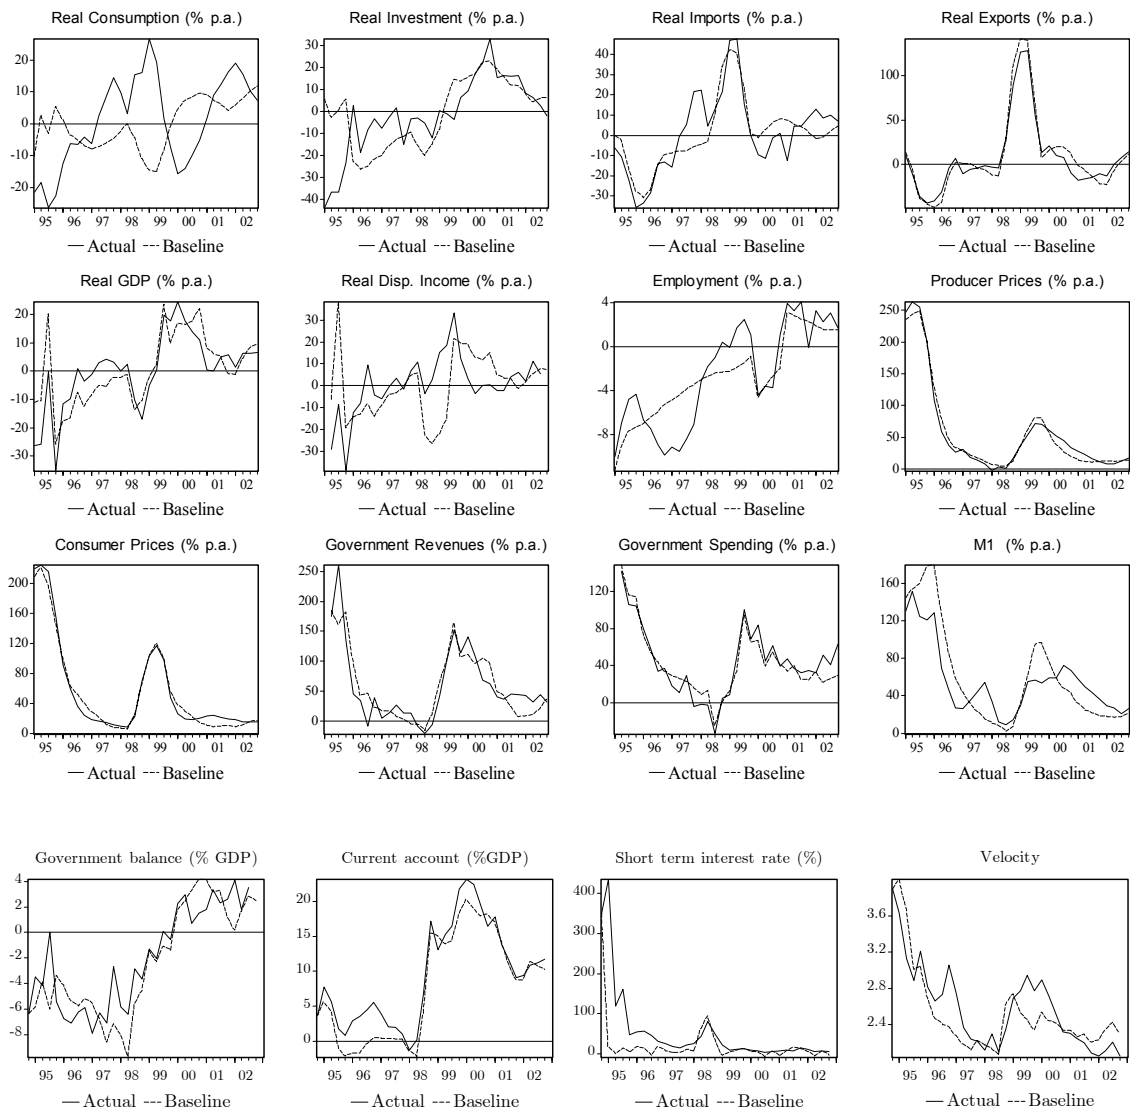 Real Consumption (% p.a.)
20
10
0
-10
-20
95 96 97 98 99 00 01 02
Actual Baseline
Real Investment (% p.a.)
30
20
10
0
-10
-20
-30
-40
95 96 97 98 99 00 01 02
Actual Baseline
Real Imports (% p.a.)
40
30
20
10
0
-10
-20
-30
95 96 97 98 99 00 01 02
Actual Baseline
Real Exports (% p.a.)
100
50
0
95 96 97 98 99 00 01 02
Actual Baseline
Real GDP (% p.a.)
20
10
0
-10
-20
-30
95 96 97 98 99 00 01 02
Actual Baseline
Real Disp. Income (% p.a.)
30
20
10
0
-10
-20
-30
95 96 97 98 99 00 01 02
Actual Baseline
Employment (% p.a.)
4
0
-4
-8
95 96 97 98 99 00 01 02
Actual Baseline
Producer Prices (% p.a.)
250
200
150
100
50
0
95 96 97 98 99 00 01 02
Actual Baseline
Consumer Prices (% p.a.)
200
160
120
80
40
0
95 96 97 98 99 00 01 02
Actual Baseline
Government Revenues (% p.a.)
250
200
150
100
50
0
95 96 97 98 99 00 01 02
Actual Baseline
Government Spending (% p.a.)
120
80
40
0
95 96 97 98 99 00 01 02
Actual Baseline
M1 (% p.a.)
160
120
80
40
0
95 96 97 98 99 00 01 02
Actual Baseline
Government balance (% GDP)
4
2
0
-2
-4
-6
-8
95 96 97 98 99 00 01 02
Actual Baseline
Current account (%GDP)
20
15
10
5
0
95 96 97 98 99 00 01 02
Actual Baseline
Short term interest rate (%)
400
300
200
100
0
95 96 97 98 99 00 01 02
Actual Baseline
Velocity
3.6
3.2
2.8
2.4
95 96 97 98 99 00 01 02
Actual Baseline